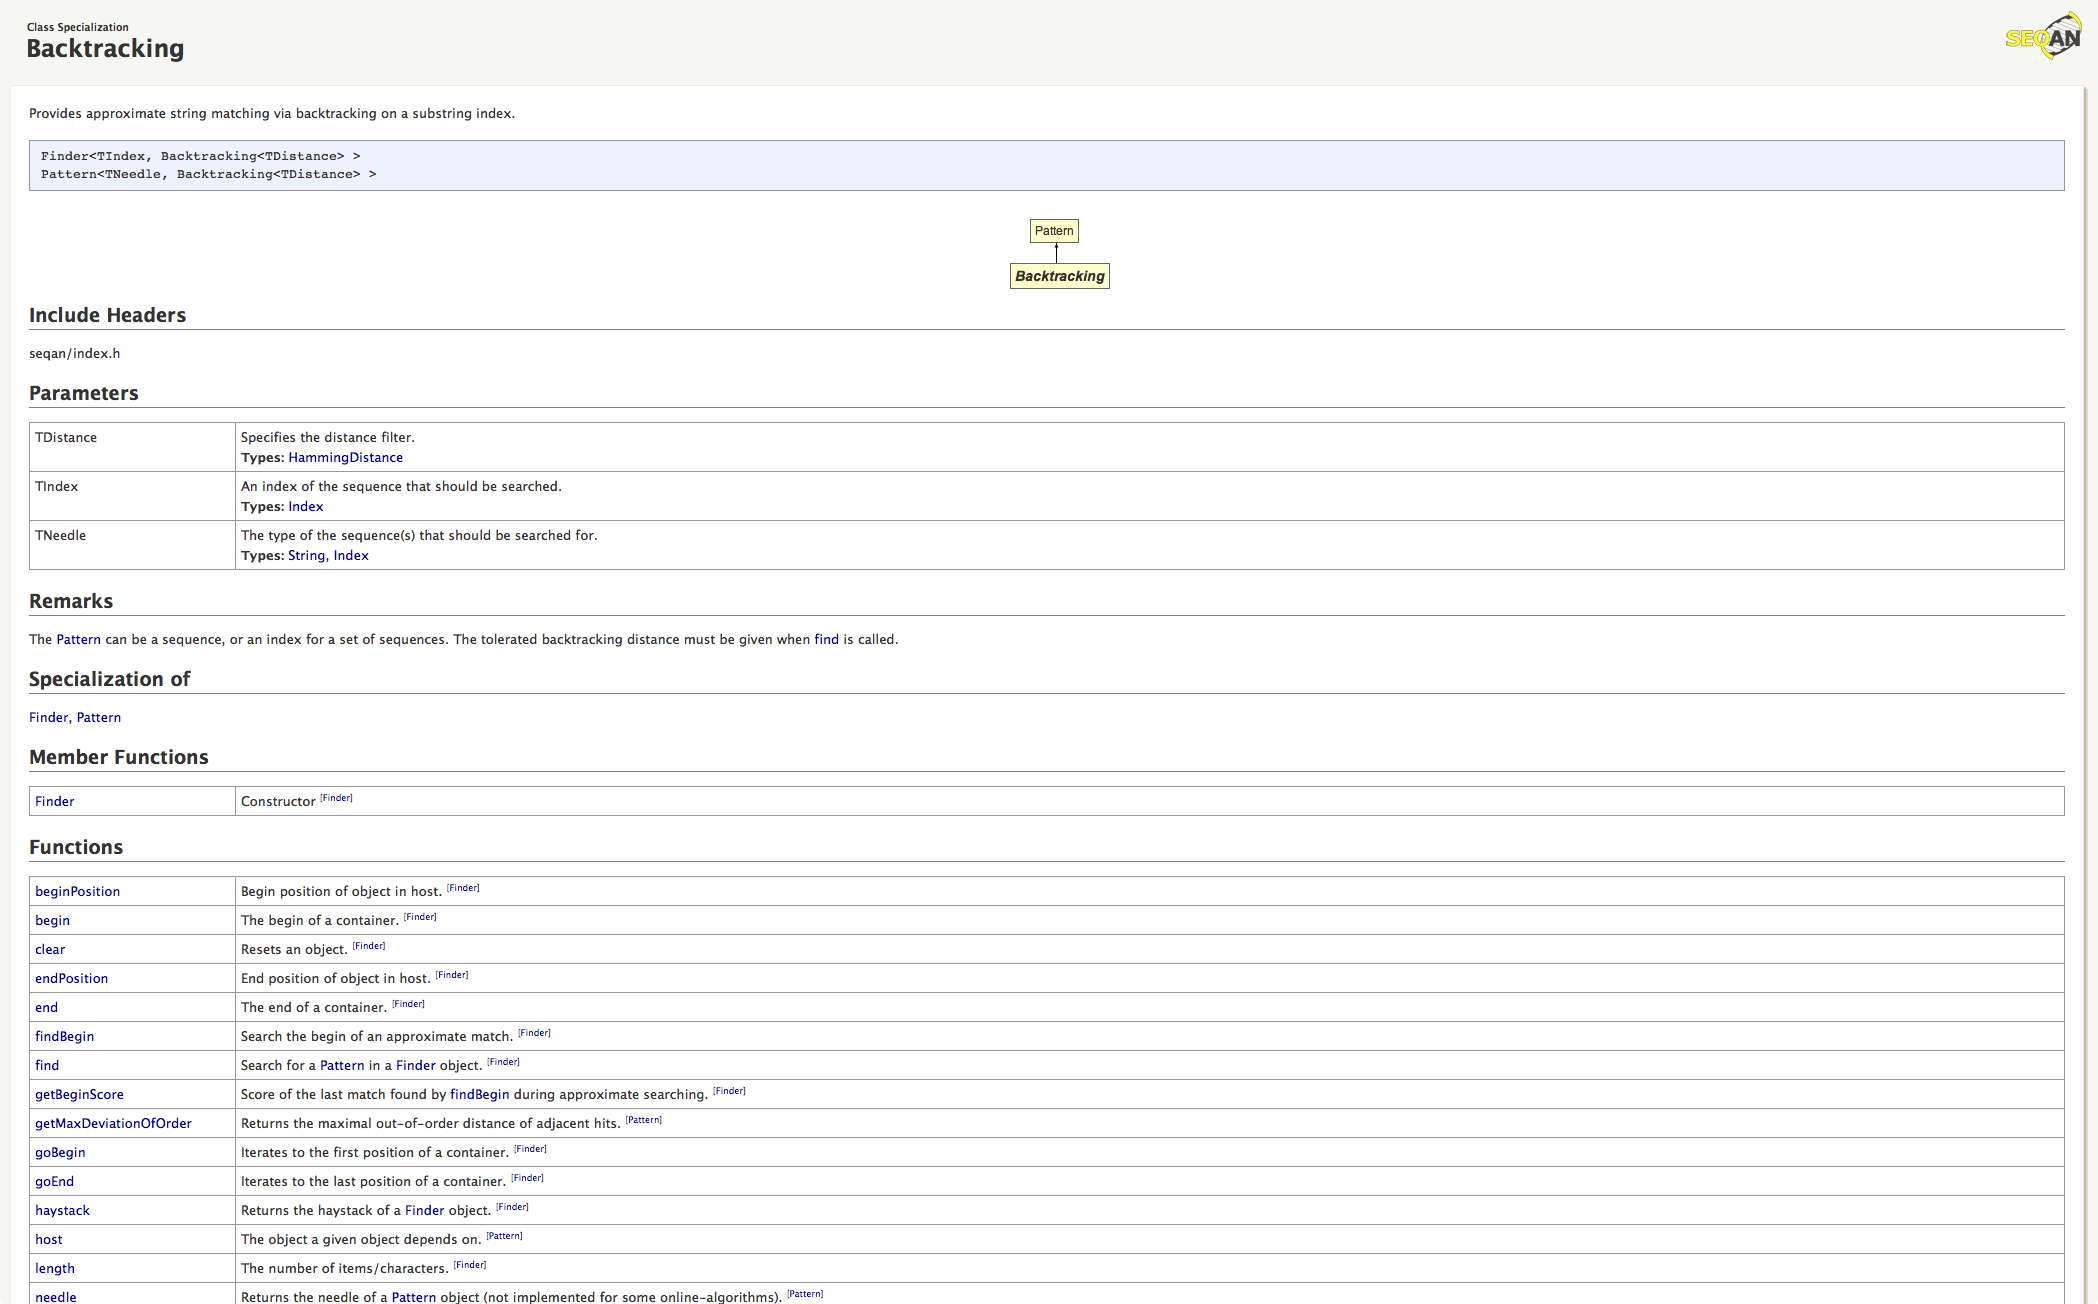 Class Specialization
Backtracking
SEQAN
Provides approximate string matching via backtracking on a substring index.
Finder<TIndex, Backtracking<TDistance> >
Pattern<TNeedle, Backtracking<TDistance> >
Pattern
Backtracking
Include Headers
seqan/index.h
Parameters
TDistance Specifies the distance filter.
Types: HammingDistance
TIndex An index of the sequence that should be searched.
Types: Index
TNeedle The type of the sequence(s) that should be searched for.
Types: String, Index
Remarks
The Pattern can be a sequence, or an index for a set of sequences. The tolerated backtracking distance must be given when find is called.
Specialization of
Finder, Pattern
Member Functions
Finder Constructor [Finder]
Functions
beginPosition Begin position of object in host. [Finder]
begin The begin of a container. [Finder]
clear Resets an object. [Finder]
endPosition End position of object in host. [Finder]
end The end of a container. [Finder]
findBegin Search the begin of an approximate match. [Finder]
find Search for a Pattern in a Finder object. [Finder]
getBeginScore Score of the last match found by findBegin during approximate searching. [Finder]
getMaxDeviationOfOrder Returns the maximal out-of-order distance of adjacent hits. [Pattern]
goBegin Iterates to the first position of a container. [Finder]
goEnd Iterates to the last position of a container. [Finder]
haystack Returns the haystack of a Finder object. [Finder]
host The object a given object depends on. [Pattern]
length The number of items/characters. [Finder]
needle Returns the needle of a Pattern object (not implemented for some online-algorithms). [Pattern]